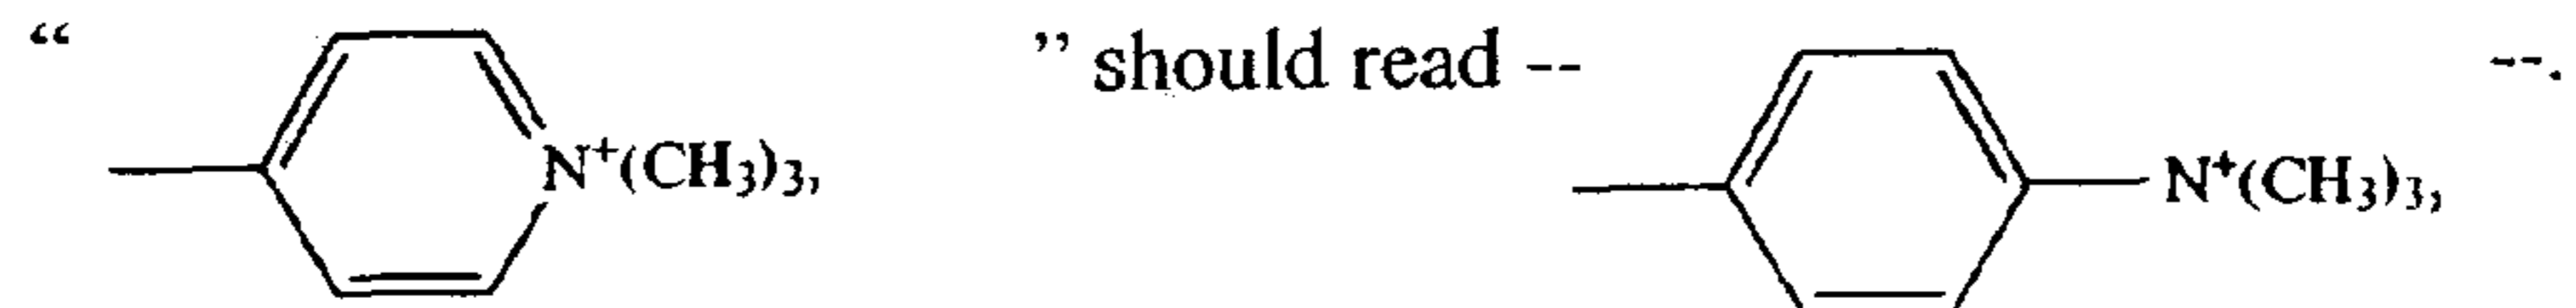 “ N⁺(CH₃)₃, ” should read -- N⁺(CH₃)₃, --.